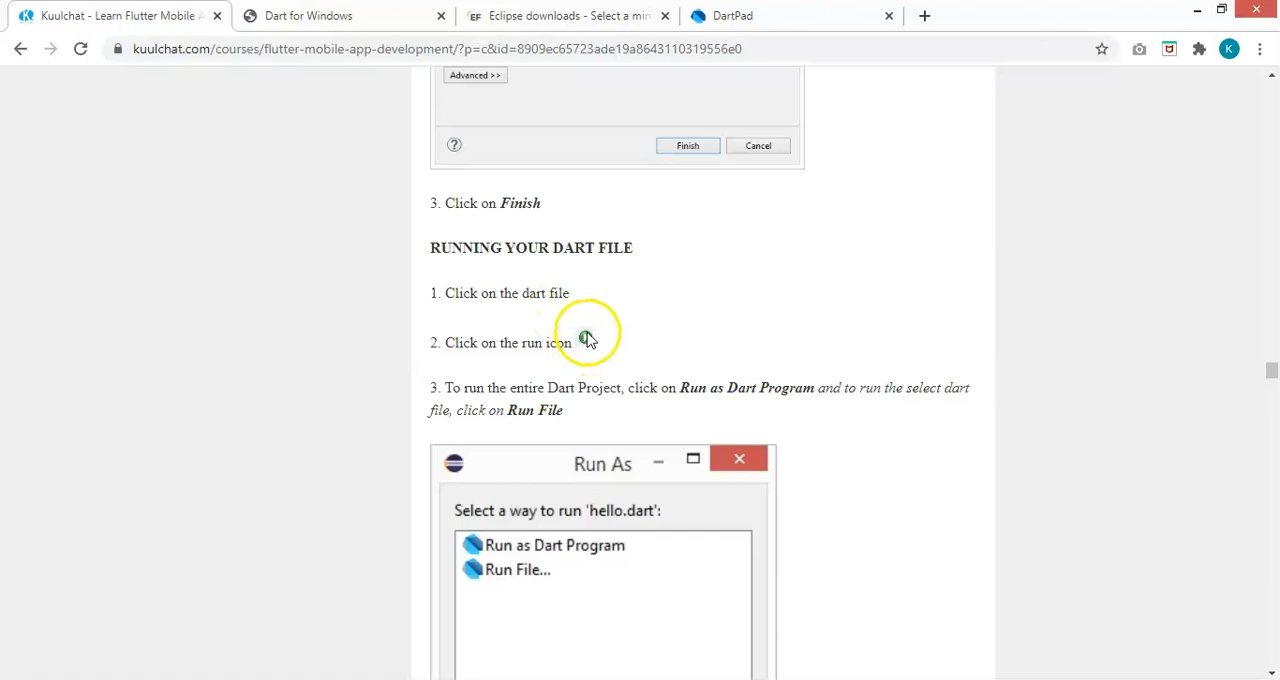 Kuulchat - Learn Flutter Mobile A
Dart for Windows
Eclipse downloads - Select a mirr
DartPad
kuulchat.com/courses/flutter-mobile-app-development/?p=c&id=8909ec65723ade19a86431103195​56e0
K
Advanced >>
?
Finish
Cancel
3. Click on Finish
RUNNING YOUR DART FILE
1. Click on the dart file
2. Click on the run icon
3. To run the entire Dart Project, click on Run as Dart Program and to run the select dart
file, click on Run File
Run As
Select a way to run 'hello.dart':
Run as Dart Program
Run File...